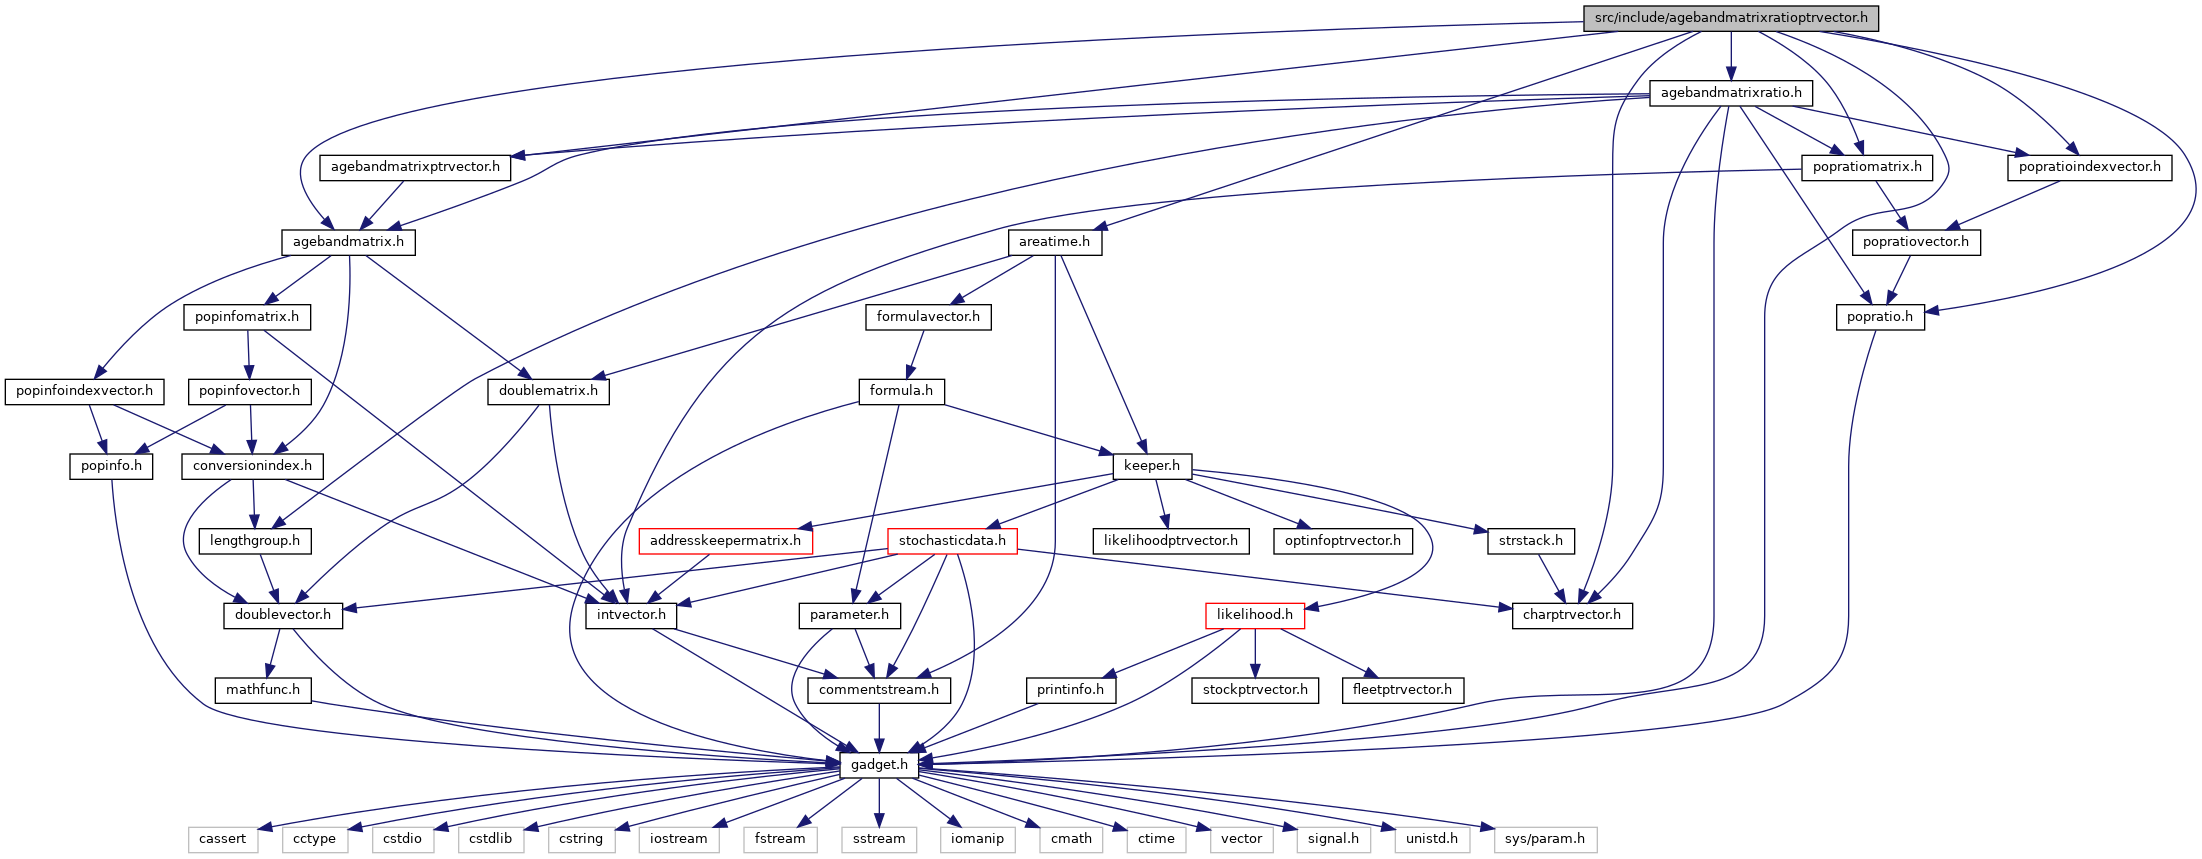 src/include/agebandmatrixratioptrvector.h
agebandmatrixratio.h
agebandmatrixptrvector.h
popratiomatrix.h
popratioindexvector.h
agebandmatrix.h
areatime.h
popratiovector.h
popinfomatrix.h
formulavector.h
popratio.h
popinfoindexvector.h
popinfovector.h
doublematrix.h
formula.h
popinfo.h
conversionindex.h
keeper.h
lengthgroup.h
addresskeepermatrix.h
stochasticdata.h
likelihoodptrvector.h
optinfoptrvector.h
strstack.h
doublevector.h
intvector.h
parameter.h
likelihood.h
charptrvector.h
mathfunc.h
commentstream.h
printinfo.h
stockptrvector.h
fleetptrvector.h
gadget.h
cassert
cctype
cstdio
cstdlib
cstring
iostream
fstream
sstream
iomanip
cmath
ctime
vector
signal.h
unistd.h
sys/param.h